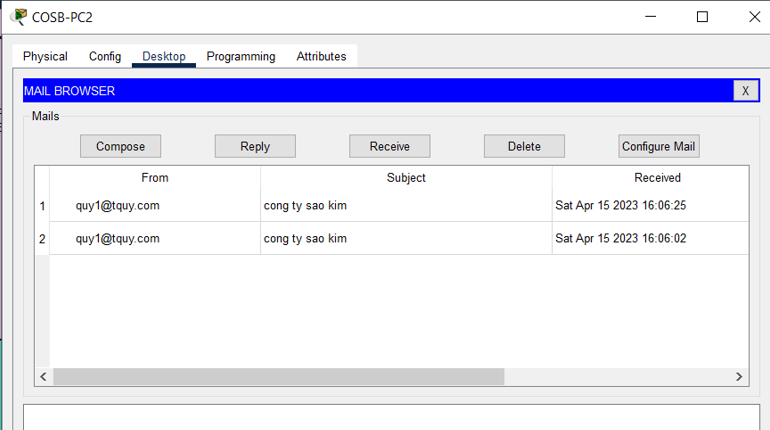 COSB-PC2
Physical Config Desktop Programming Attributes
MAIL BROWSER X
Mails
Compose Reply Receive Delete Configure Mail
From Subject Received
1 quy1@tquy.com cong ty sao kim Sat Apr 15 2023 16:06:25
2 quy1@tquy.com cong ty sao kim Sat Apr 15 2023 16:06:02